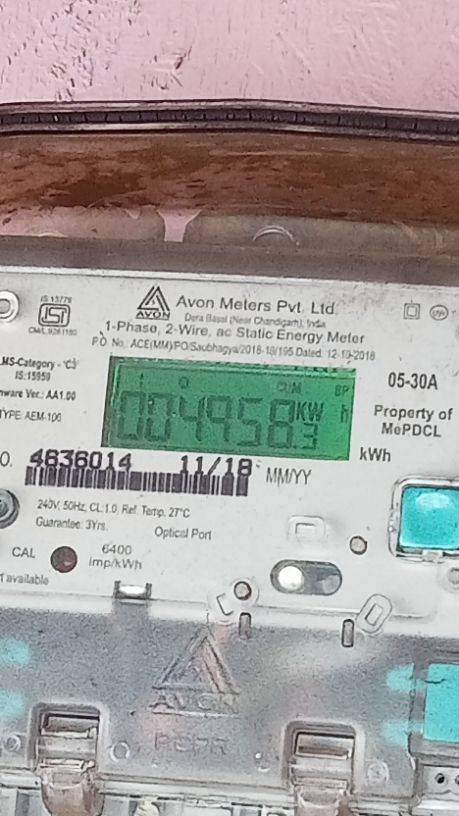 IS 13779
ISI
CM/L 9261180
AVON
Avon Meters Pvt. Ltd.
Dera Bassi (Near Chandigarh), India
1-Phase, 2-Wire, ac Static Energy Meter
P.O. No.: ACE(MM)/PO/Saubhagya/2018-19/195 Dated: 12-10-2018
MS-Category - 'C3'
IS:15959
ware Ver.: AA1.00
TYPE: AEM-100
CUM BP
004958.3 KW h
05-30A
Property of
MePDCL
kWh
O. 4636014 11/18 MM/YY
240V, 50Hz, CL:1.0, Ref. Temp. 27°C
Guarantee: 3Yrs.
Optical Port
CAL
6400
imp/kWh
available
AVON